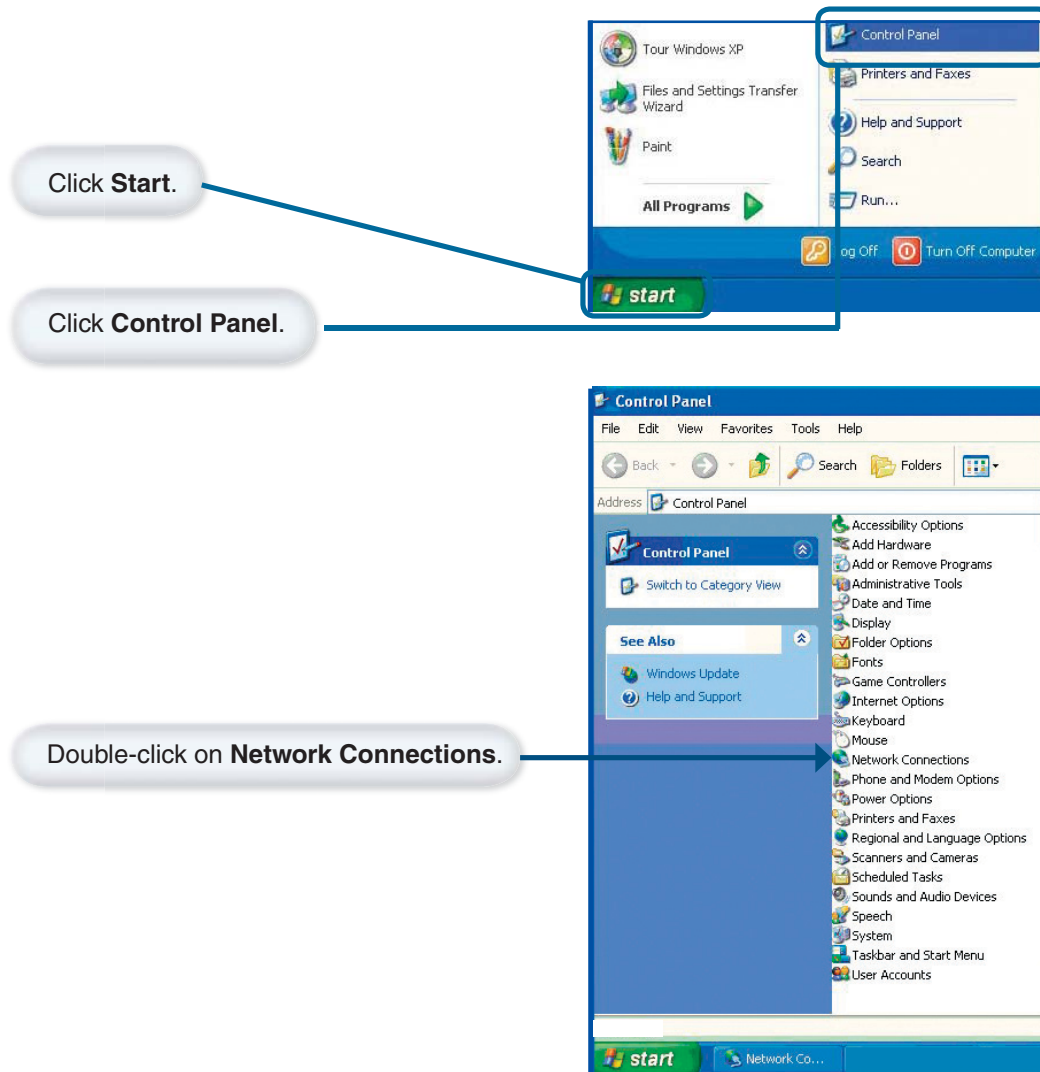 Tour Windows XP
Files and Settings Transfer
Wizard
Paint
All Programs
Control Panel
Printers and Faxes
Help and Support
Search
Run...
og Off
Turn Off Computer
start
Click Start.
Click Control Panel.
Control Panel
File Edit View Favorites Tools Help
Back Search Folders
Address Control Panel
Control Panel
Switch to Category View
See Also
Windows Update
Help and Support
Accessibility Options
Add Hardware
Add or Remove Programs
Administrative Tools
Date and Time
Display
Folder Options
Fonts
Game Controllers
Internet Options
Keyboard
Mouse
Network Connections
Phone and Modem Options
Power Options
Printers and Faxes
Regional and Language Options
Scanners and Cameras
Scheduled Tasks
Sounds and Audio Devices
Speech
System
Taskbar and Start Menu
User Accounts
Double-click on Network Connections.
start
Network Co...